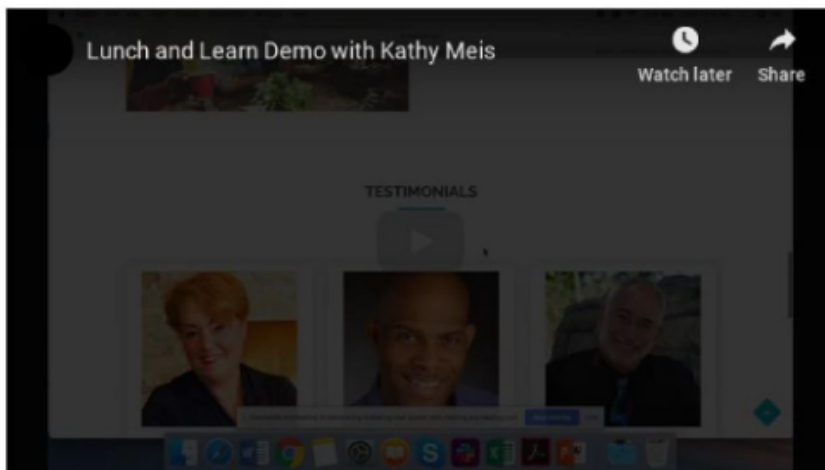 Lunch and Learn Demo with Kathy Meis
Watch later
Share
TESTIMONIALS